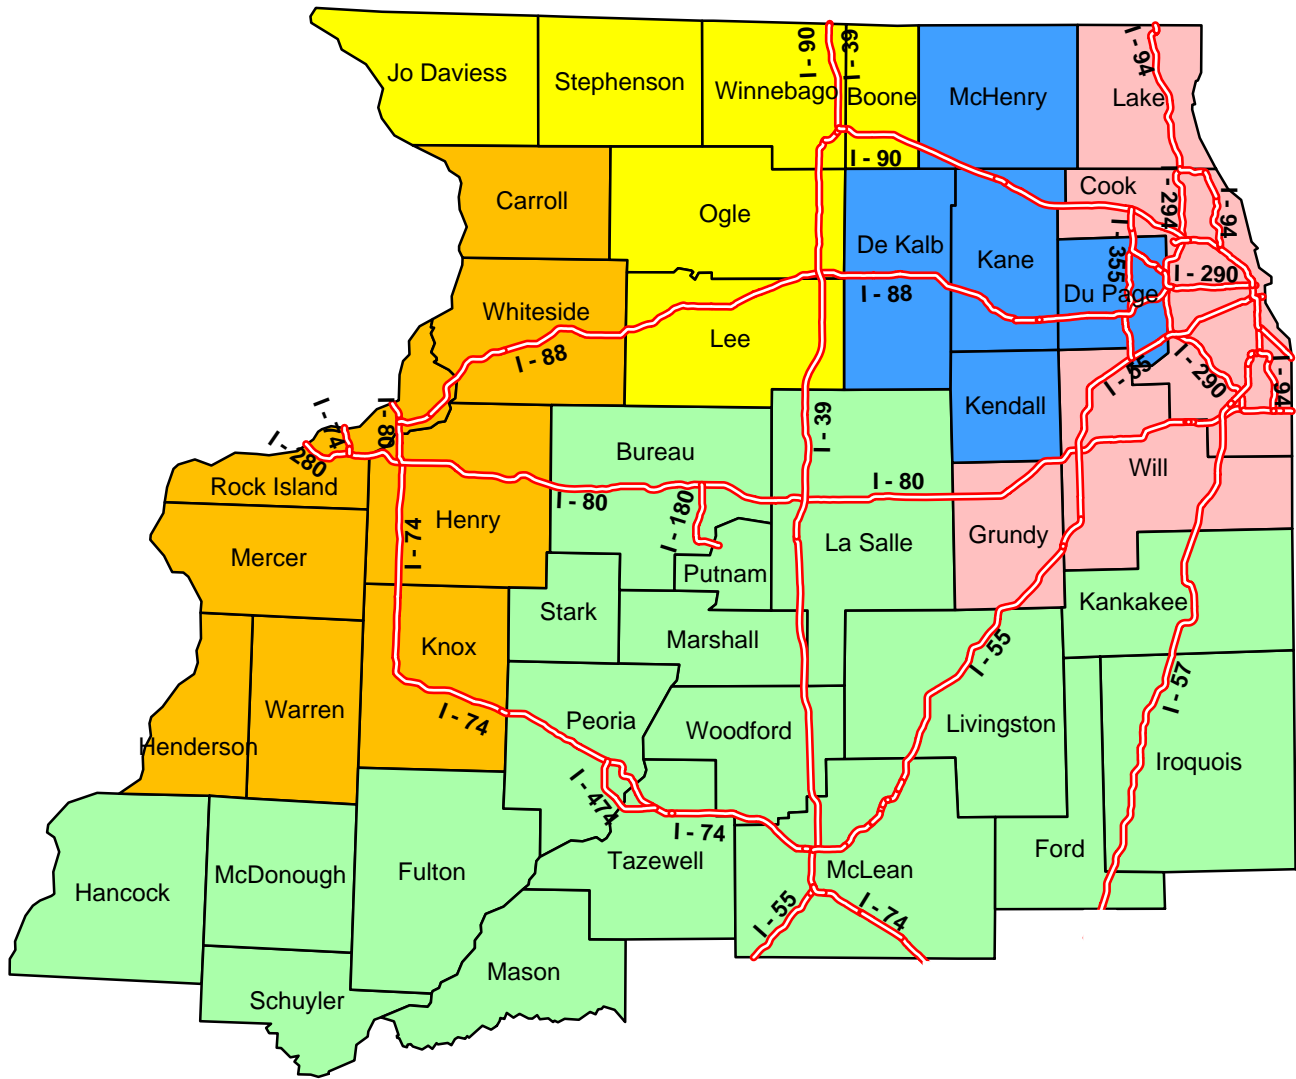 I - 90
I - 39
I - 94
Jo Daviess
Stephenson
Winnebago
Boone
McHenry
Lake
I - 90
Carroll
Ogle
Cook
I - 294
I - 94
De Kalb
Kane
I - 355
I - 290
Whiteside
I - 88
Du Page
Lee
I - 88
I - 55
I - 290
I - 94
I - 74
I - 80
Kendall
I - 39
I - 280
Bureau
Will
Rock Island
I - 80
I - 180
I - 80
Henry
I - 74
La Salle
Grundy
Mercer
Putnam
Stark
Kankakee
Marshall
Knox
I - 55
I - 57
Warren
I - 74
Peoria
Woodford
Livingston
Henderson
Iroquois
I - 474
I - 74
Tazewell
McLean
Ford
Hancock
McDonough
Fulton
I - 55
I - 74
Mason
Schuyler